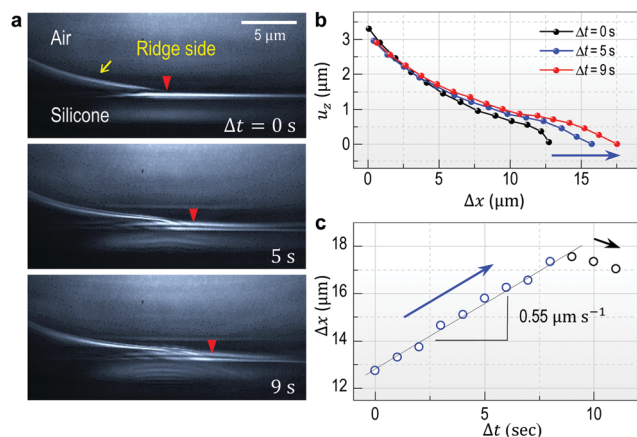 a
Air
Ridge side
5 μm
Silicone
Δt = 0 s
5 s
9 s
b
Δt = 0 s
Δt = 5 s
Δt = 9 s
3
2
1
0
u_z (μm)
0
5
10
15
Δx (μm)
c
18
16
14
12
Δx (μm)
0.55 μm s⁻¹
0
5
10
Δt (sec)